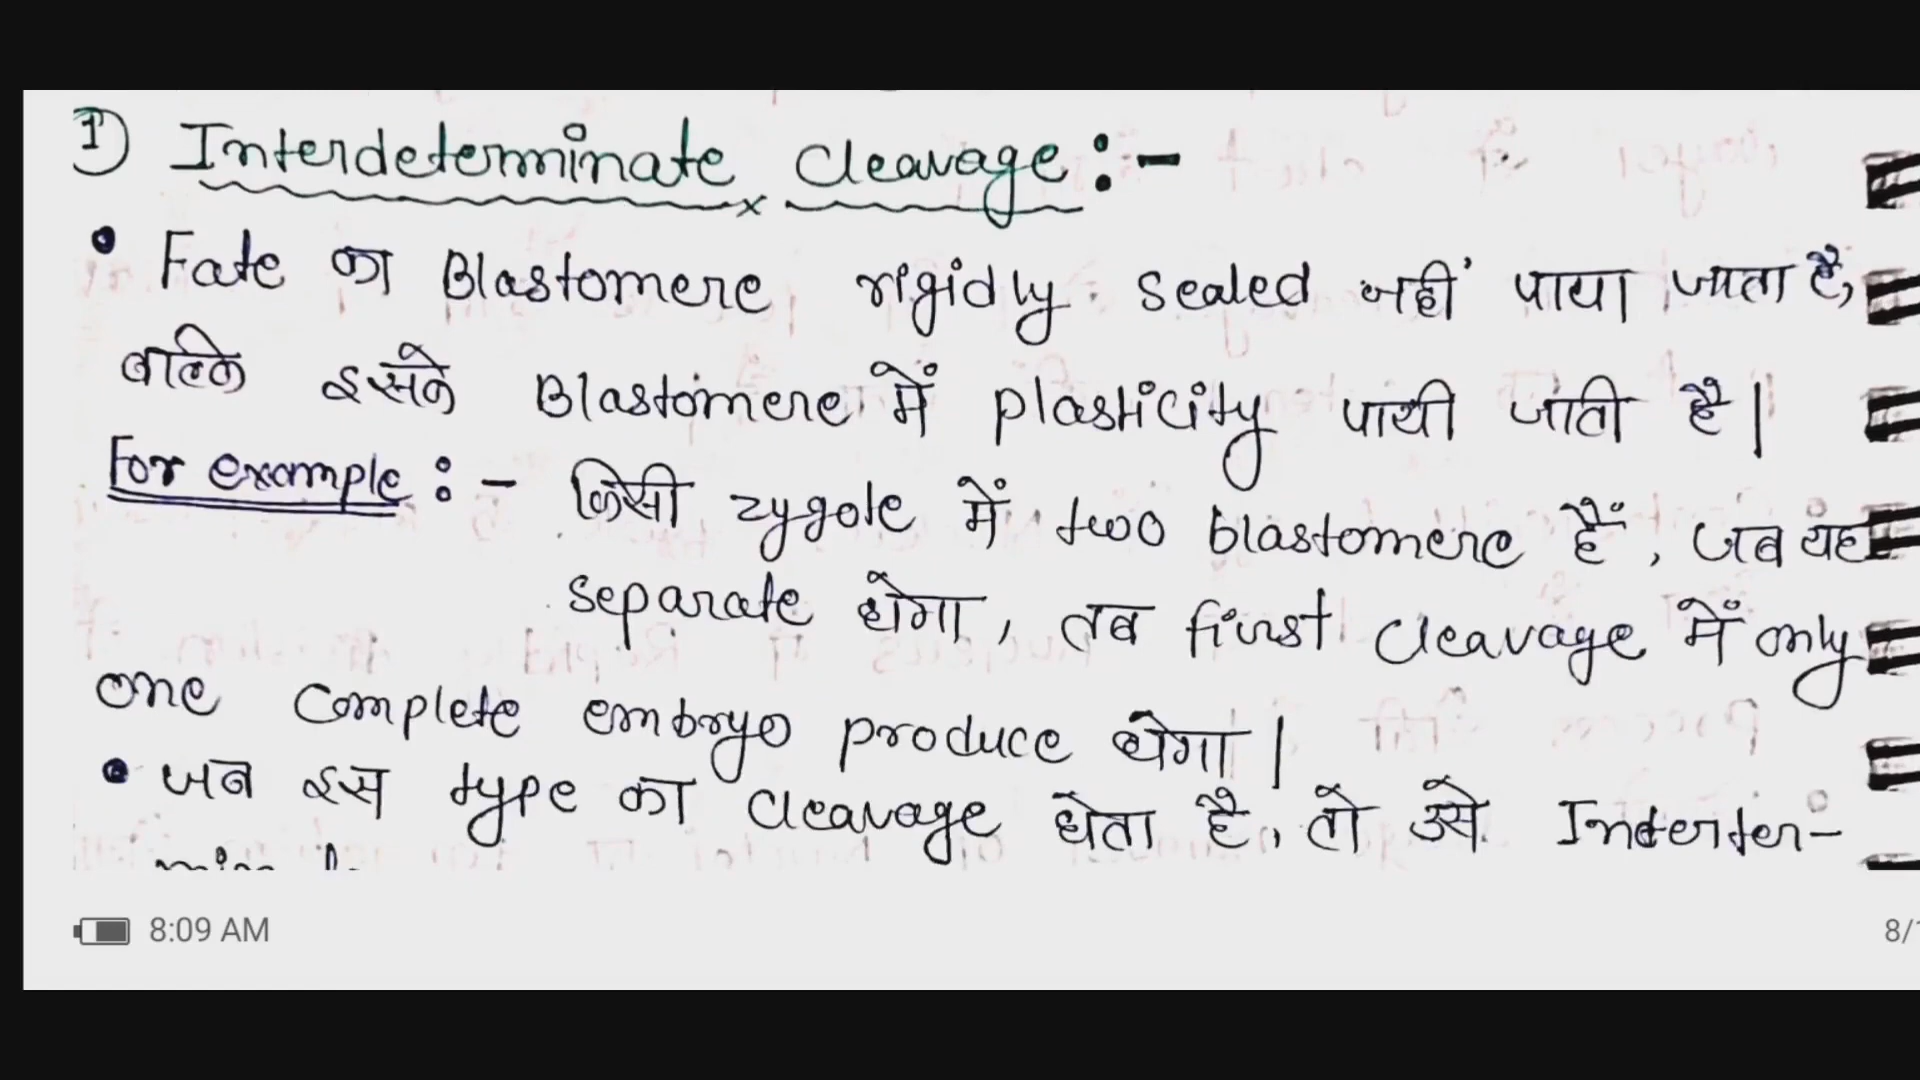 1) Interdeterminate Cleavage :-
• Fate का Blastomere rigidly sealed नहीं पाया जाता है,
बल्कि इसके Blastomere में plasticity पायी जाती है |
For example :- किसी zygote में two blastomere हैं, जब यह
separate होगा, तब first cleavage में only
one complete embryo produce होगा |
• जब इस type का cleavage होता है, तो उसे Interter-
8:09 AM